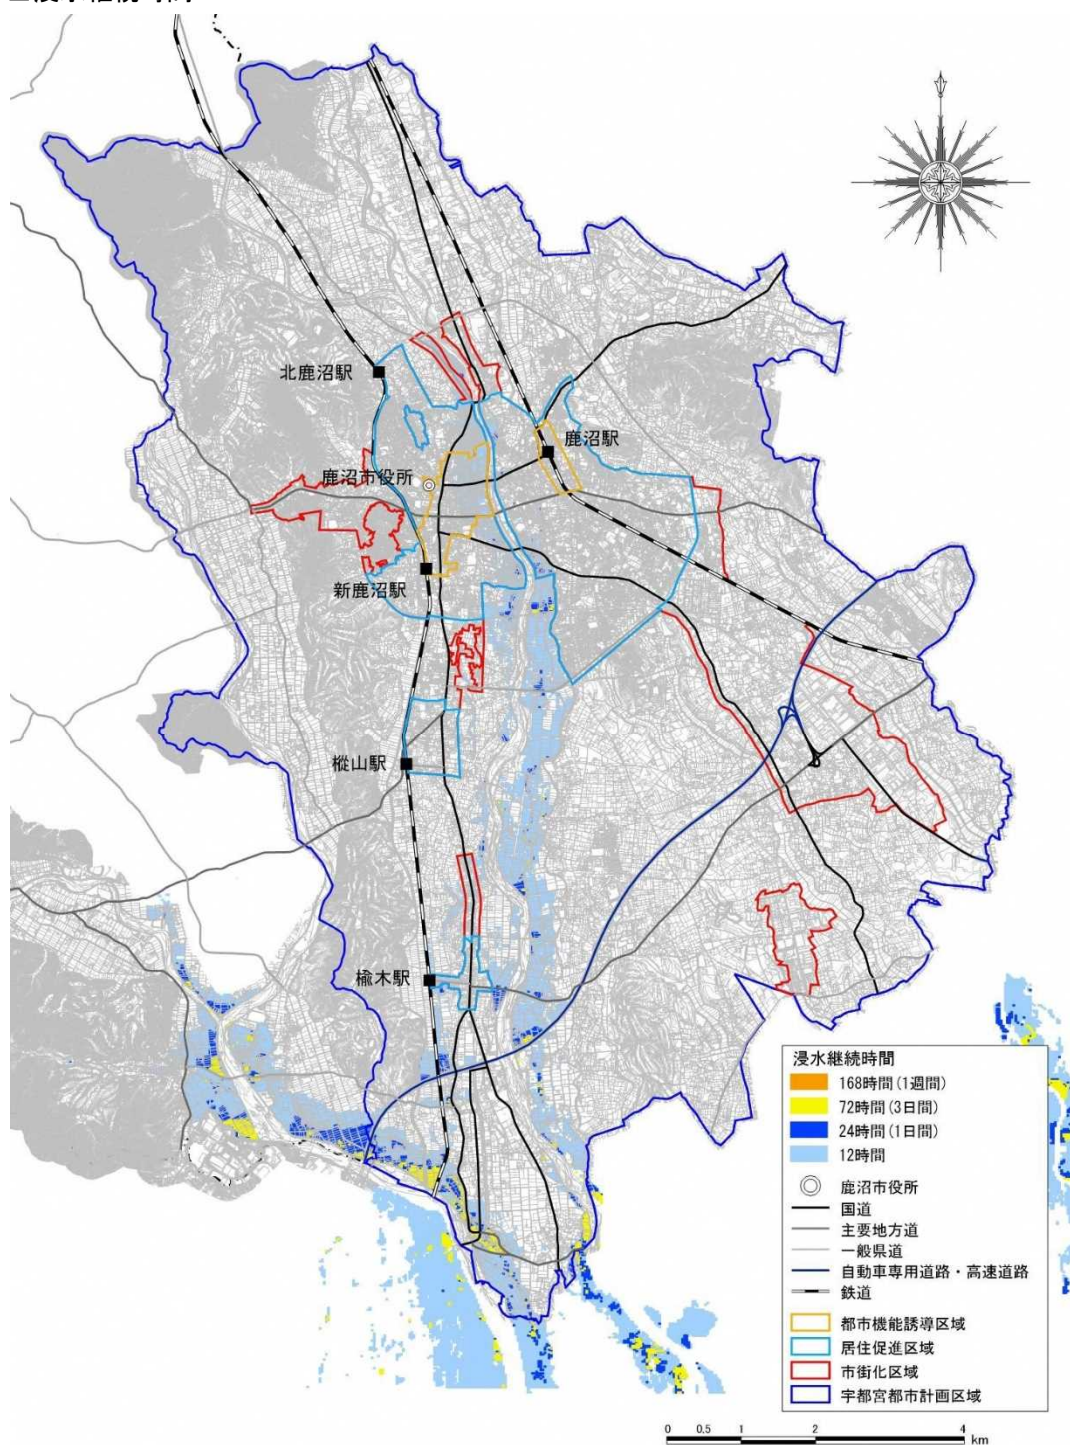 北鹿沼駅
鹿沼駅
鹿沼市役所
新鹿沼駅
樅山駅
楡木駅
浸水継続時間
168時間(1週間)
72時間(3日間)
24時間(1日間)
12時間
鹿沼市役所
国道
主要地方道
一般県道
自動車専用道路・高速道路
鉄道
都市機能誘導区域
居住促進区域
市街化区域
宇都宮都市計画区域
0 0.5 1 2 4
km